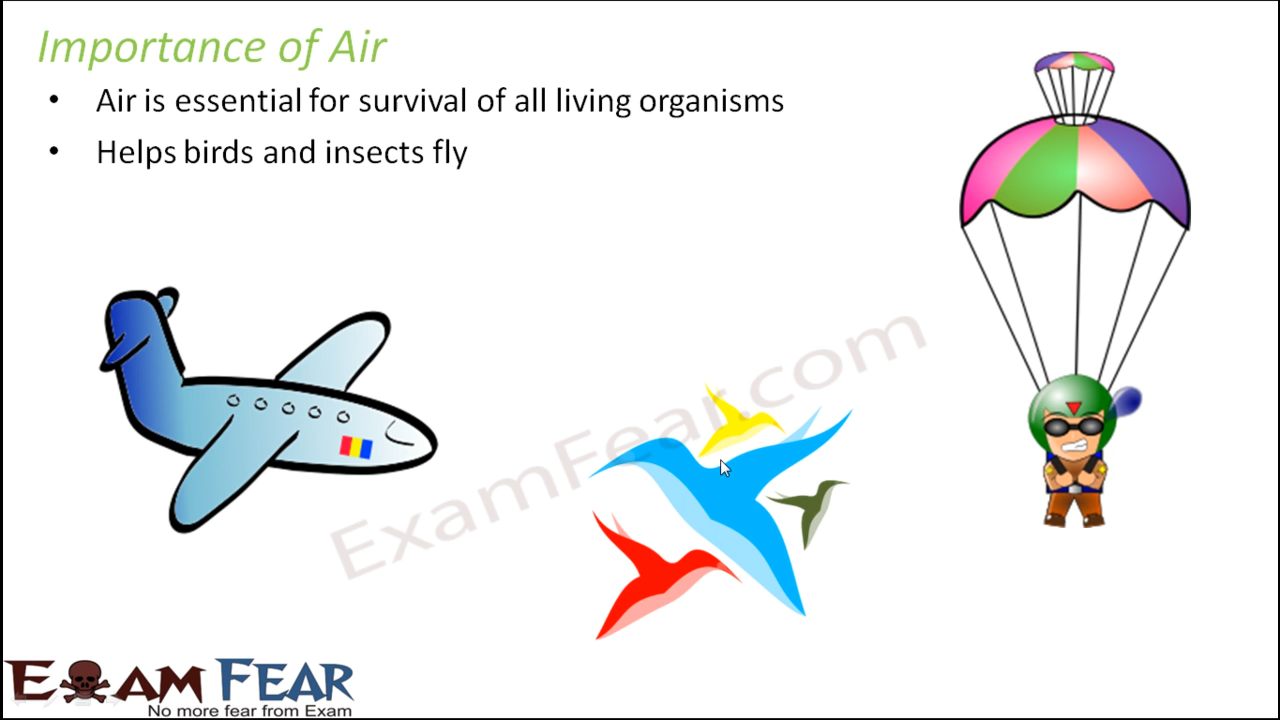 Importance of Air
• Air is essential for survival of all living organisms
• Helps birds and insects fly
ExamFear.com
EXAM FEAR
No more fear from Exam